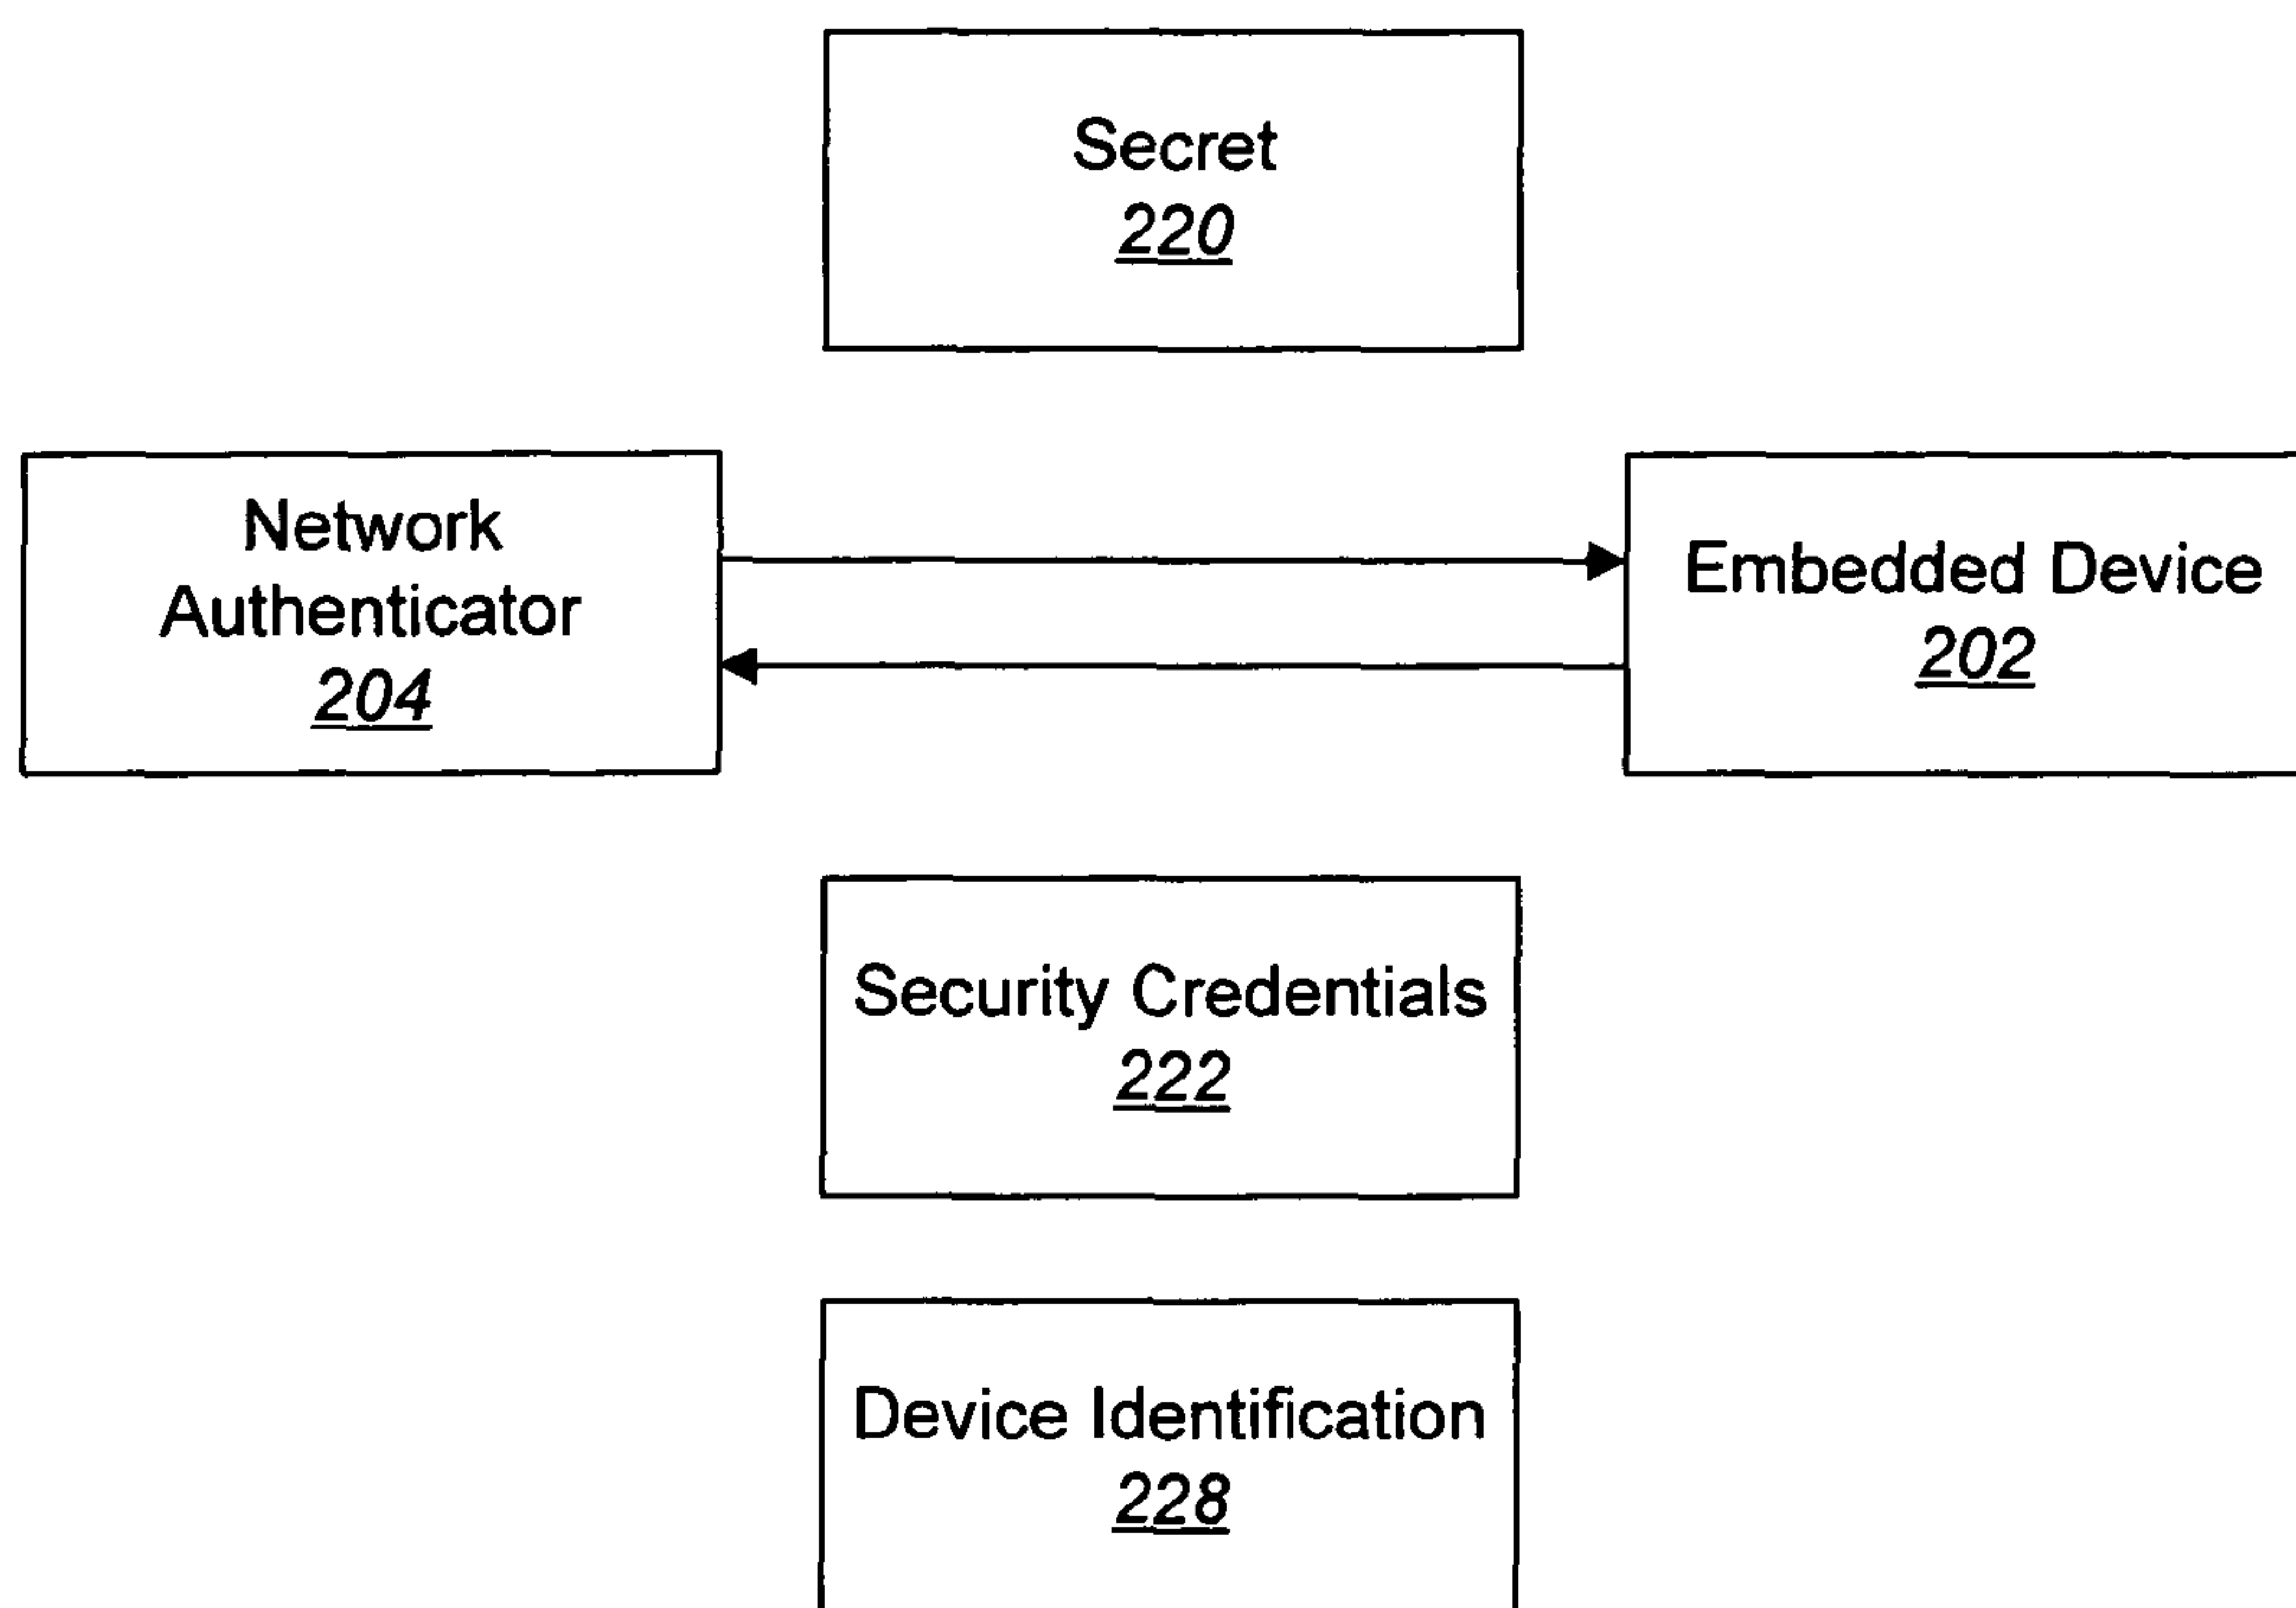 Secret
220
Network
Authenticator
204
Embedded Device
202
Security Credentials
222
Device Identification
228